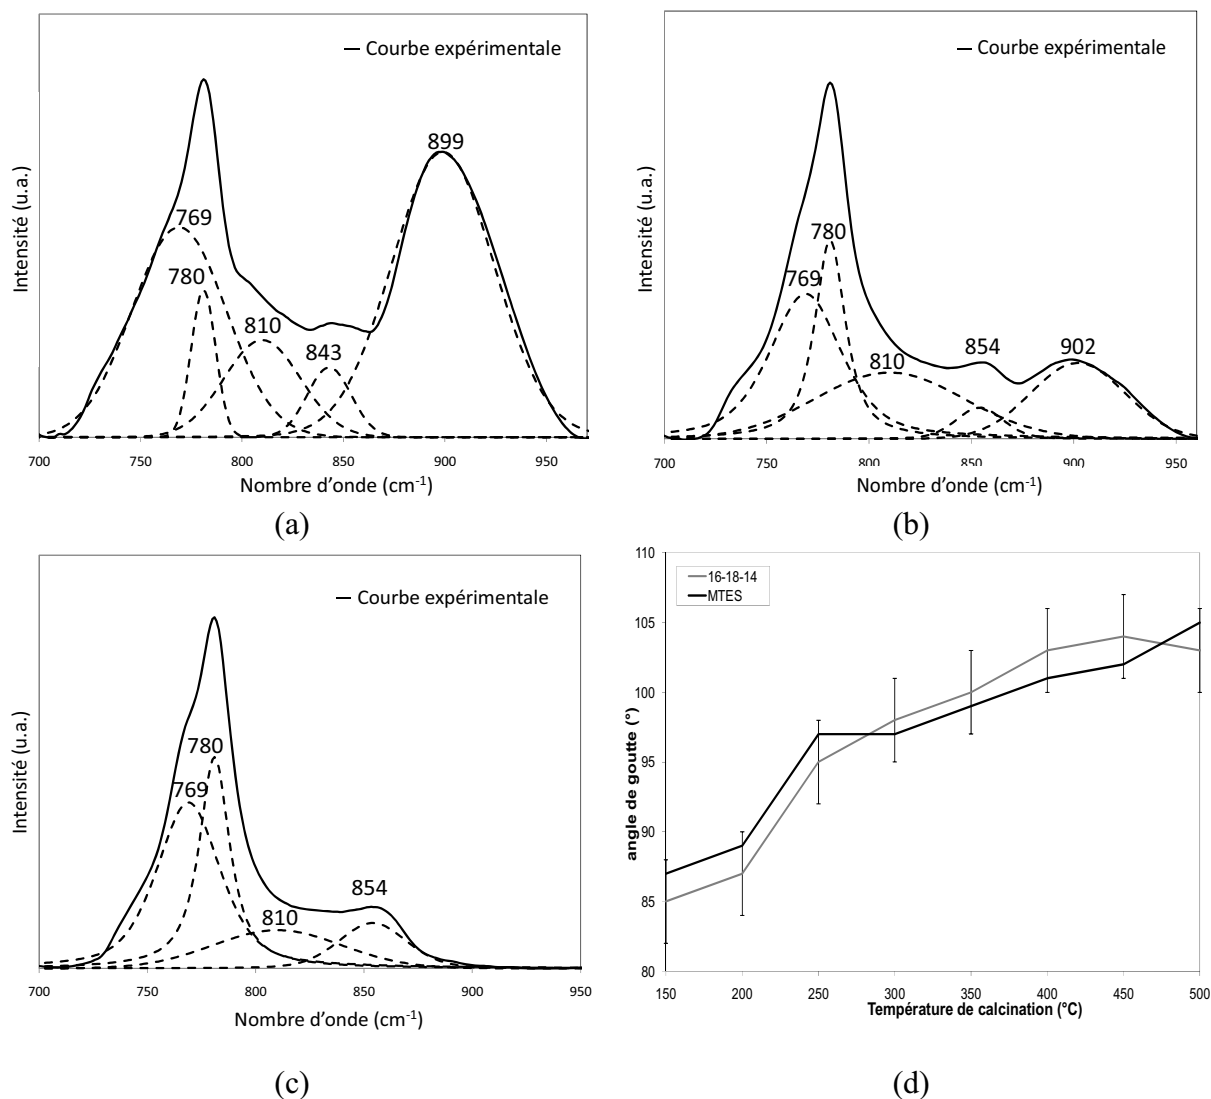 — Courbe expérimentale
899
769
780
810
843
Intensité (u.a.)
700 750 800 850 900 950
Nombre d'onde (cm-1)
(a)
— Courbe expérimentale
780
769
810
854
902
Intensité (u.a.)
700 750 800 850 900 950
Nombre d'onde (cm-1)
(b)
— Courbe expérimentale
780
769
810
854
Intensité (u.a.)
700 750 800 850 900 950
Nombre d'onde (cm-1)
(c)
16-18-14
MTES
110
105
100
95
90
85
80
angle de goutte (°)
150 200 250 300 350 400 450 500
Température de calcination (°C)
(d)